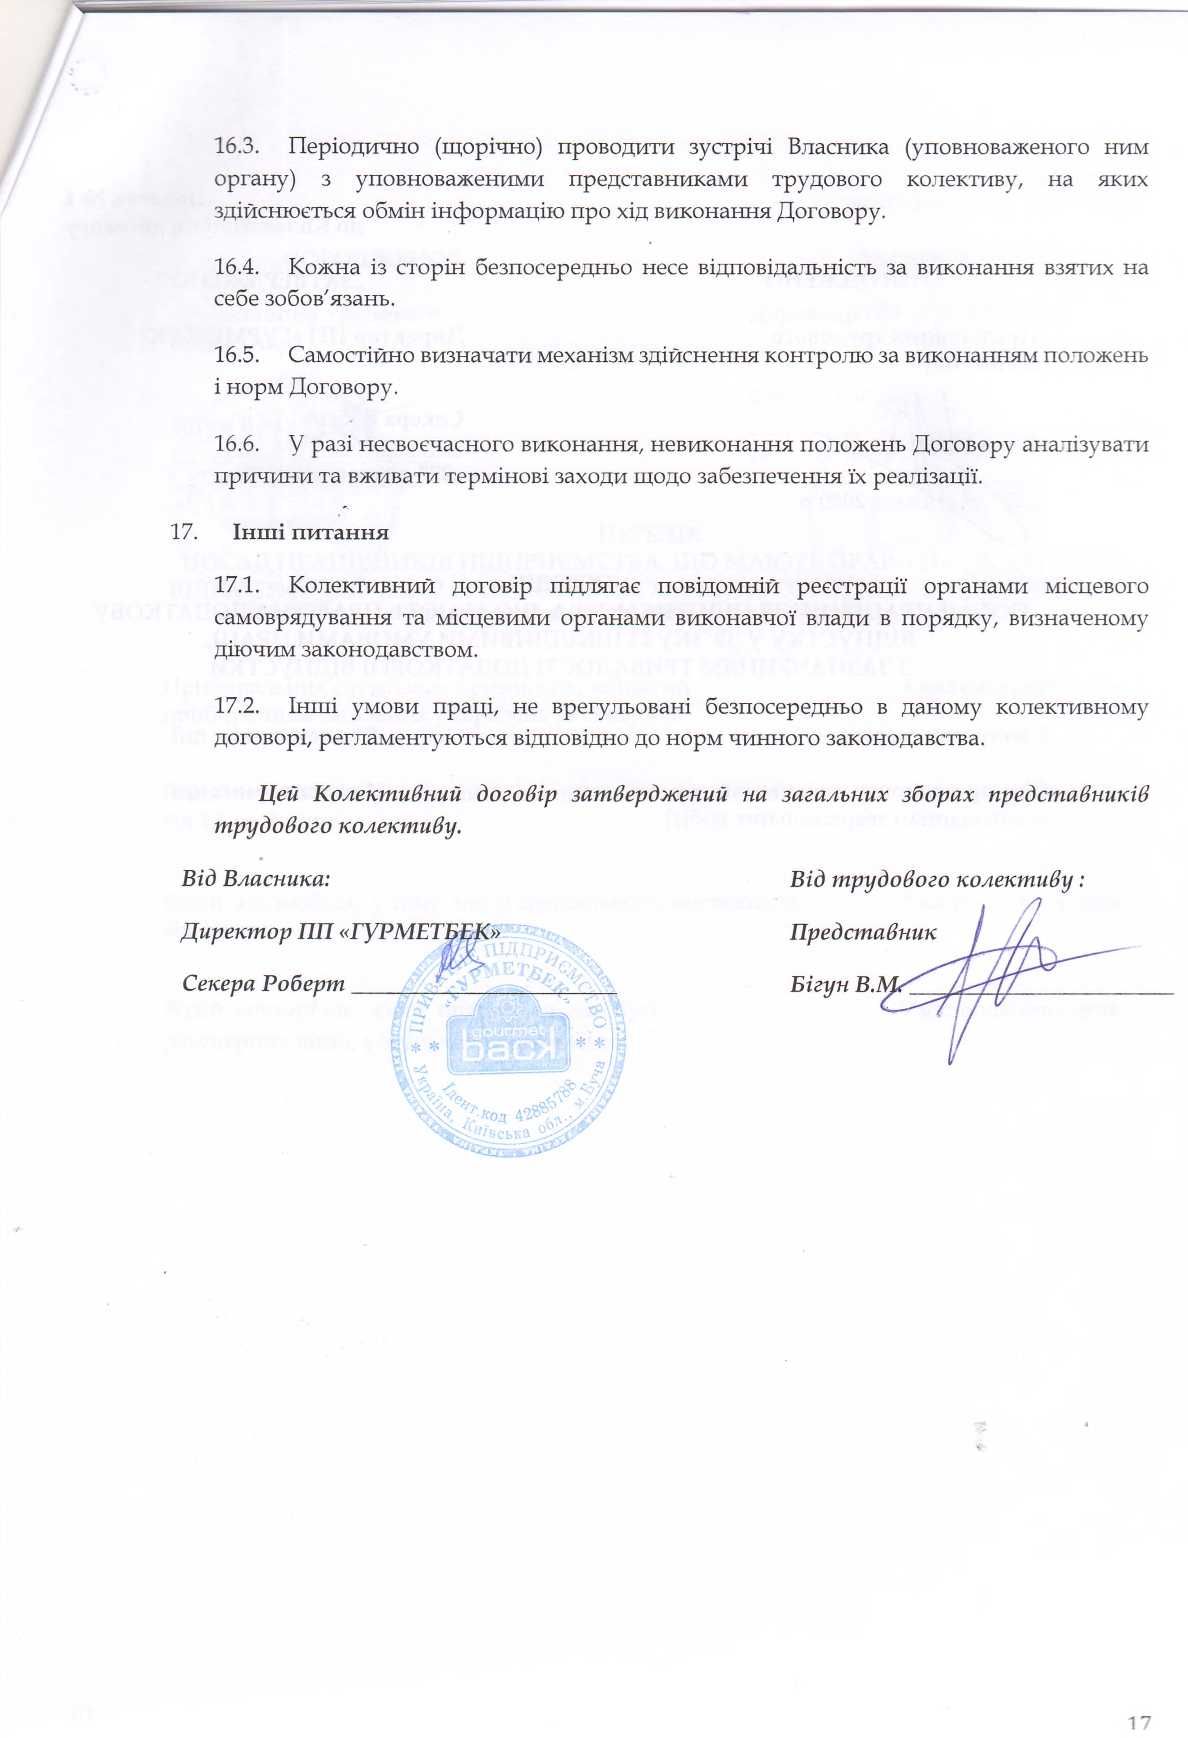 16.3. Періодично (щорічно) проводити зустрічі Власника (уповноваженого ним
органу) з уповноваженими представниками трудового колективу, на яких
здійснюється обмін інформацію про хід виконання Договору.
16.4. Кожна із сторін безпосередньо несе відповідальність за виконання взятих на
себе зобов’язань.
16.5. Самостійно визначати механізм здійснення контролю за виконанням положень
і норм Договору.
16.6. У разі несвоєчасного виконання, невиконання положень Договору аналізувати
причини та вживати термінові заходи щодо забезпечення їх реалізації.
17. Інші питання
17.1. Колективний договір підлягає повідомній реєстрації органами місцевого
самоврядування та місцевими органами виконавчої влади в порядку, визначеному
діючим законодавством.
17.2. Інші умови праці, не врегульовані безпосередньо в даному колективному
договорі, регламентуються відповідно до норм чинного законодавства.
Цей Колективний договір затверджений на загальних зборах представників
трудового колективу.
Від Власника:
Директор ПП «ГУРМЕТБЕК»
Секера Роберт
Від трудового колективу :
Представник
Бігун В.М.
ПРИВАТНЕ ПІДПРИЄМСТВО
«ГУРМЕТБЕК»
gourmet
back
Ідент.код 42885788
Україна, Київська обл., м.Буча
17